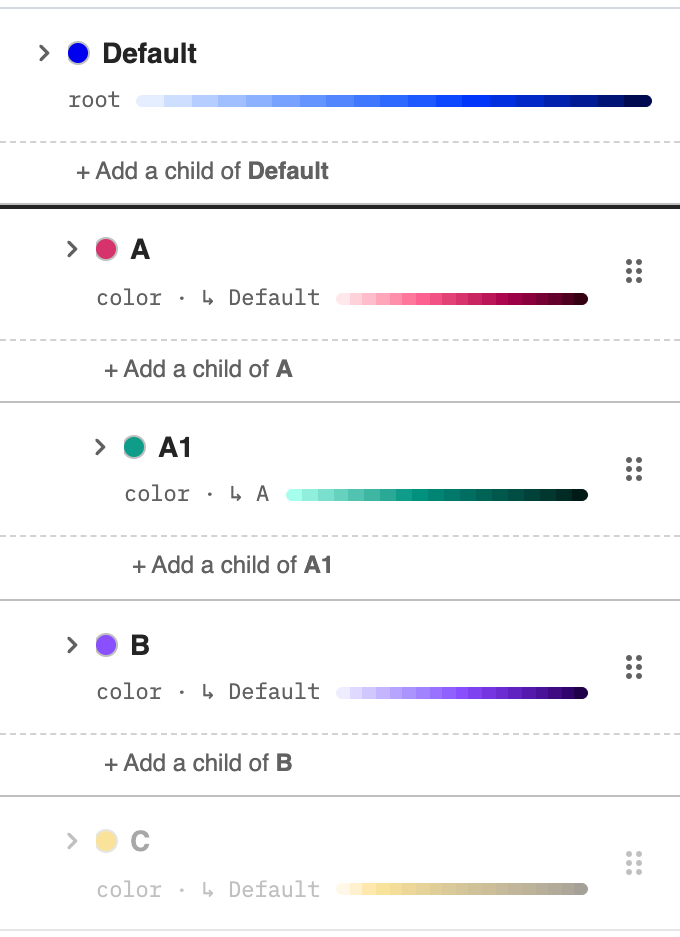 Default
root
+ Add a child of Default
A
color · ↳ Default
+ Add a child of A
A1
color · ↳ A
+ Add a child of A1
B
color · ↳ Default
+ Add a child of B
C
color · ↳ Default